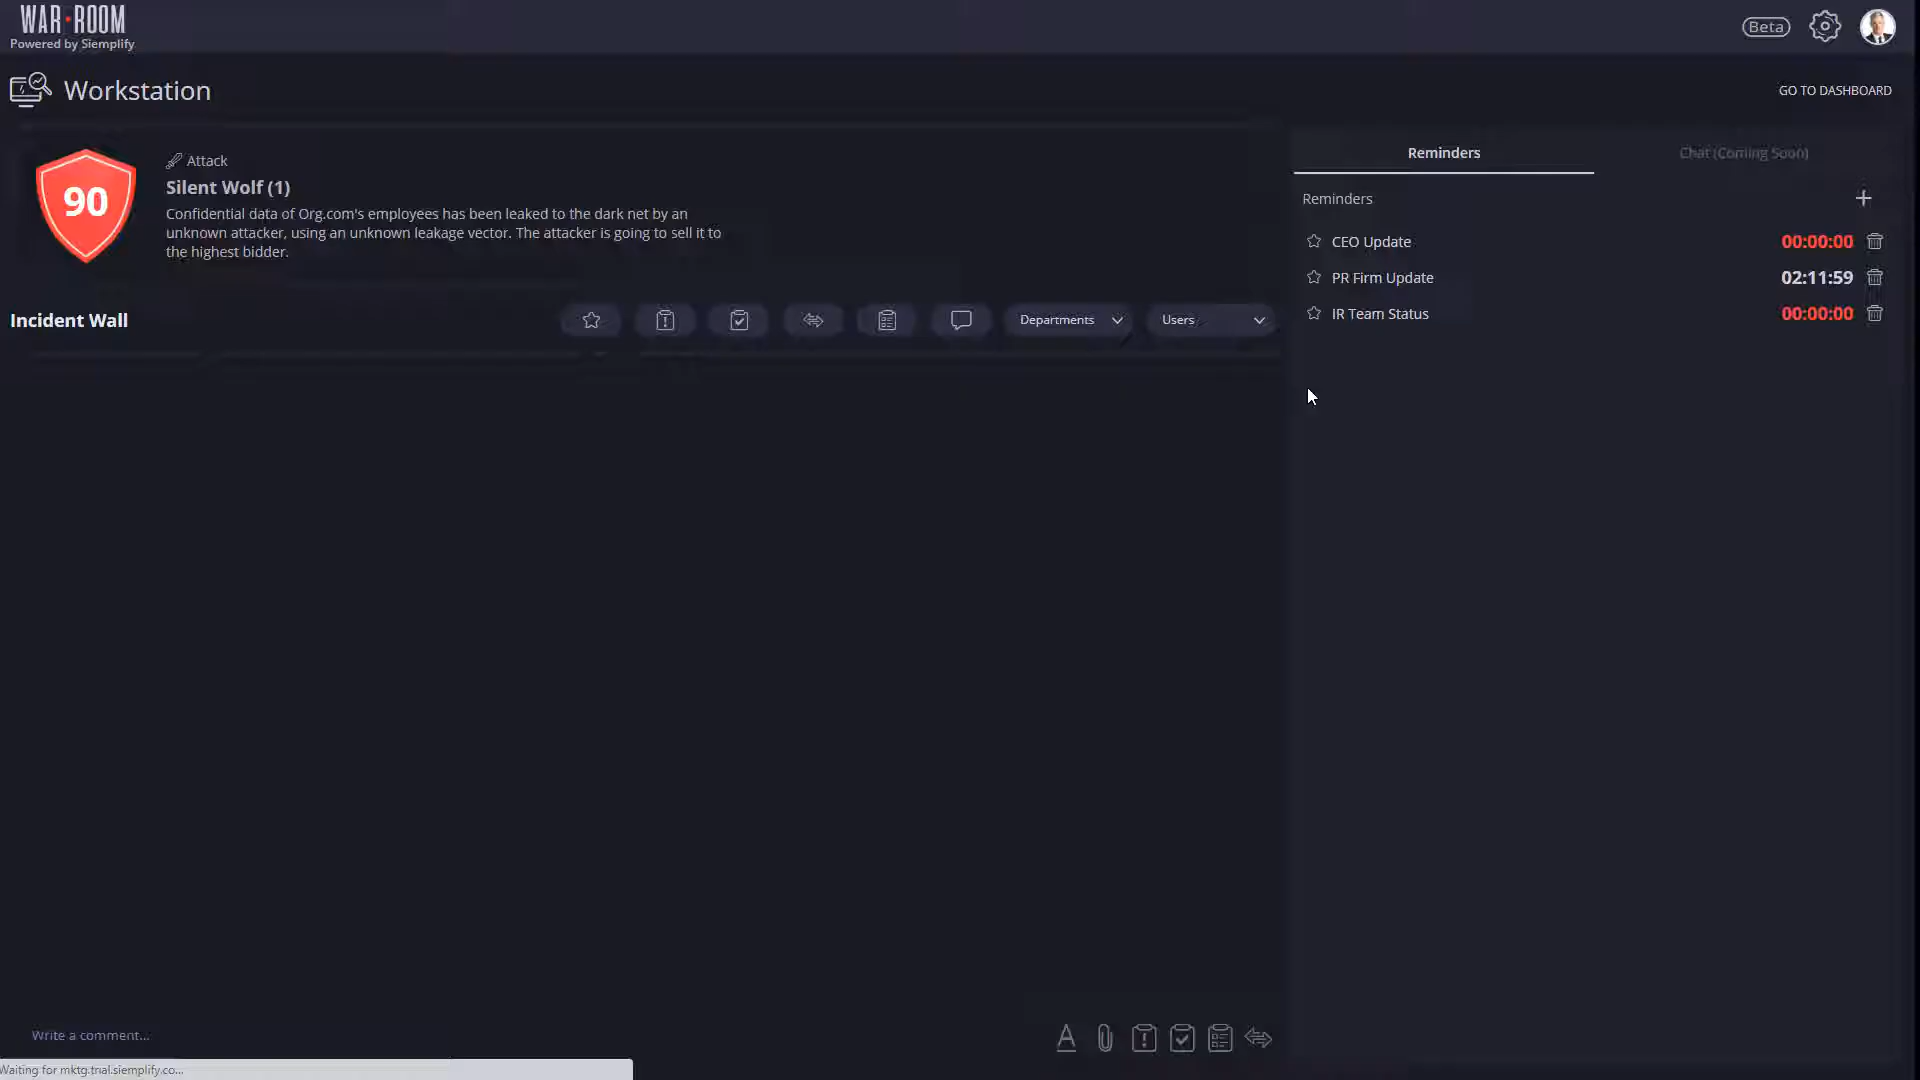 WAR•ROOM
Powered by Siemplify
Beta
Workstation
GO TO DASHBOARD
90
Attack
Silent Wolf (1)
Confidential data of Org.com's employees has been leaked to the dark net by an
unknown attacker, using an unknown leakage vector. The attacker is going to sell it to
the highest bidder.
Incident Wall
Departments
Users
Reminders
Chat (Coming Soon)
Reminders
CEO Update 00:00:00
PR Firm Update 02:11:59
IR Team Status 00:00:00
Write a comment...
Waiting for mktg.trial.siemplify.co...